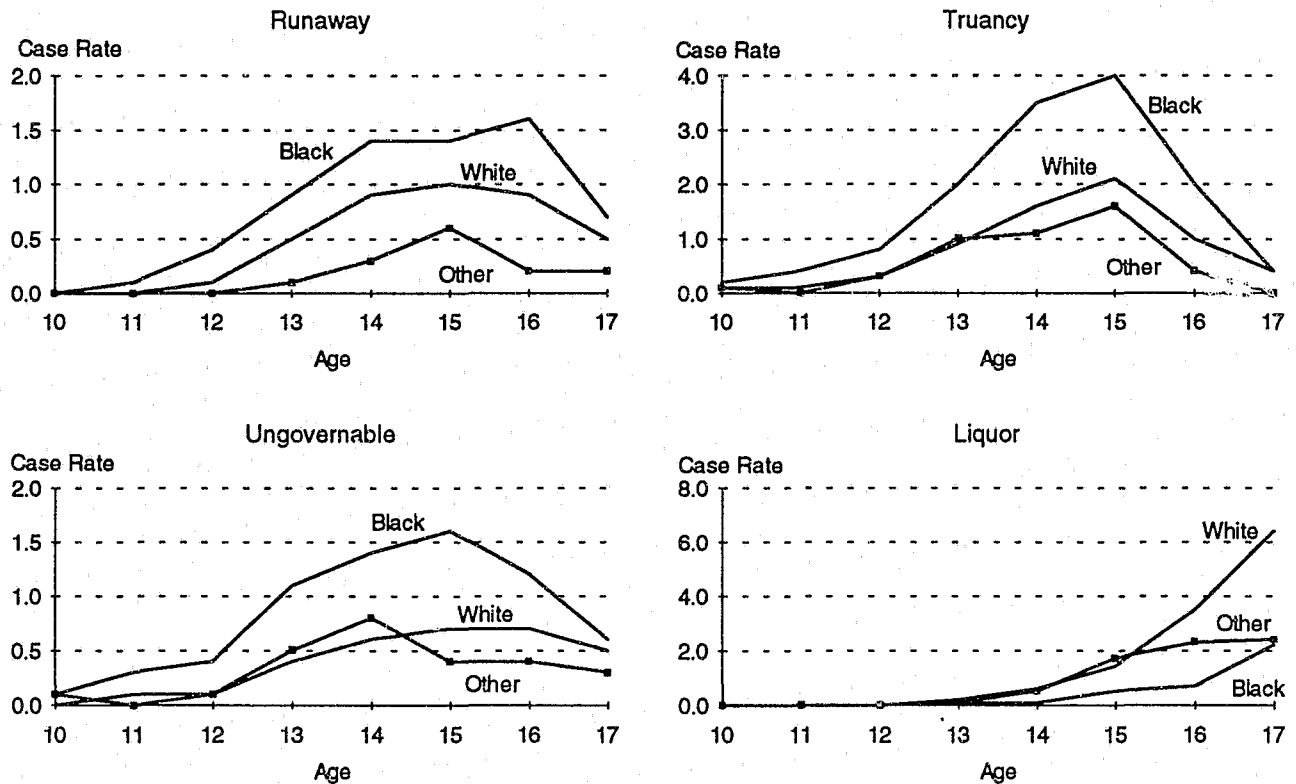 Runaway
Case Rate
2.0
1.5
1.0
0.5
0.0
Black
White
Other
10 11 12 13 14 15 16 17
Age
Truancy
Case Rate
4.0
3.0
2.0
1.0
0.0
Black
White
Other
10 11 12 13 14 15 16 17
Age
Ungovernable
Case Rate
2.0
1.5
1.0
0.5
0.0
Black
White
Other
10 11 12 13 14 15 16 17
Age
Liquor
Case Rate
8.0
6.0
4.0
2.0
0.0
White
Other
Black
10 11 12 13 14 15 16 17
Age